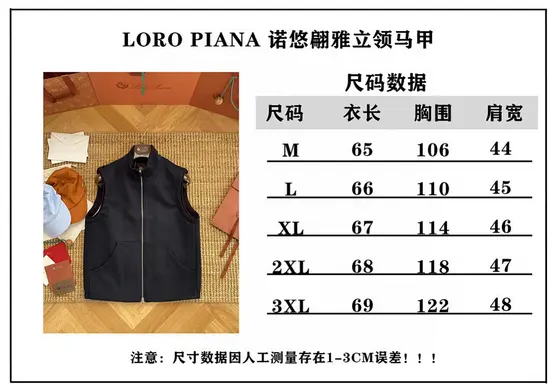 LORO PIANA 诺悠翩雅立领马甲
尺码数据
尺码 衣长 胸围 肩宽
M 65 106 44
L 66 110 45
XL 67 114 46
2XL 68 118 47
3XL 69 122 48
注意：尺寸数据因人工测量存在1-3CM误差！！！